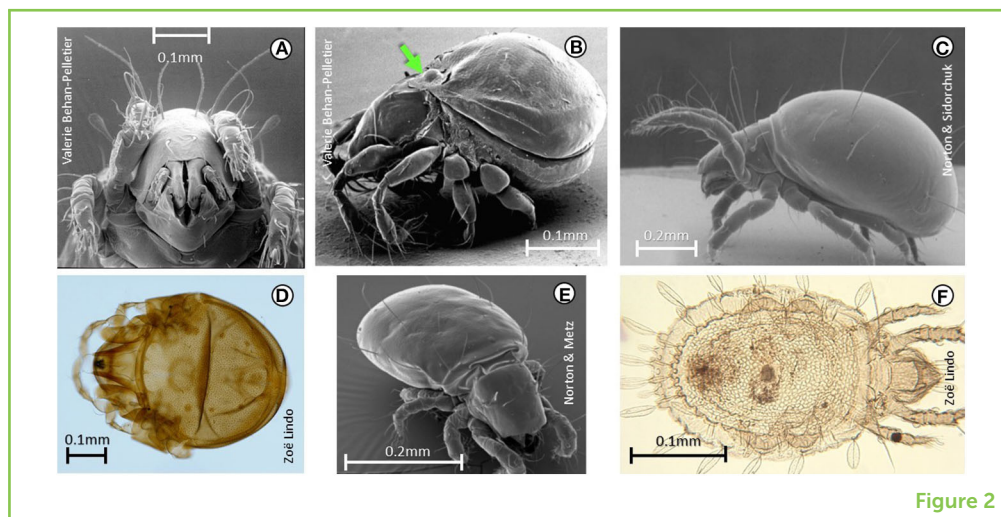 Valerie Behan-Pelletier
0.1mm
A
Valerie Behan-Pelletier
B
0.1mm
C
Norton & Sidorchuk
0.2mm
D
Zoë Lindo
0.1mm
E
Norton & Metz
0.2mm
F
Zoë Lindo
0.1mm
Figure 2